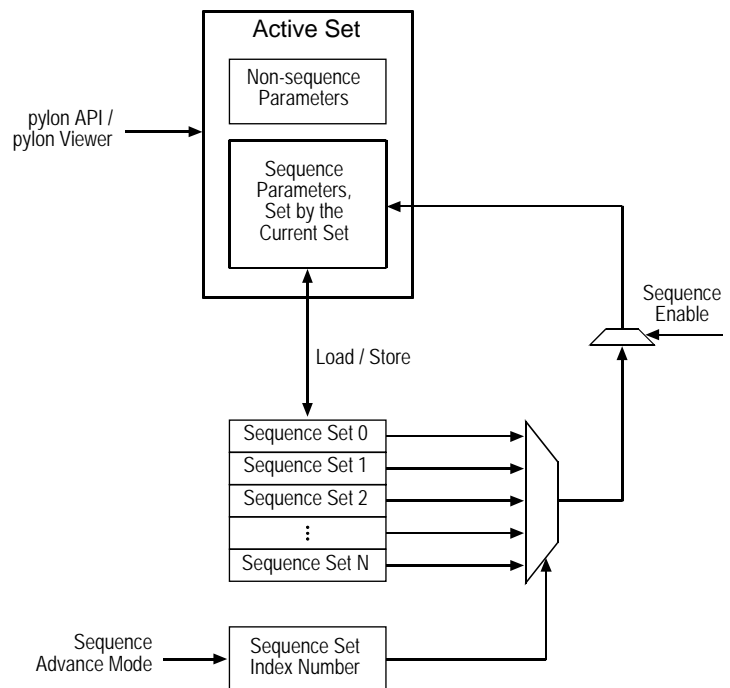 Active Set
Non-sequence
Parameters
pylon API /
pylon Viewer
Sequence
Parameters,
Set by the
Current Set
Sequence
Enable
Load / Store
Sequence Set 0
Sequence Set 1
Sequence Set 2
⋮
Sequence Set N
Sequence
Advance Mode
Sequence Set
Index Number